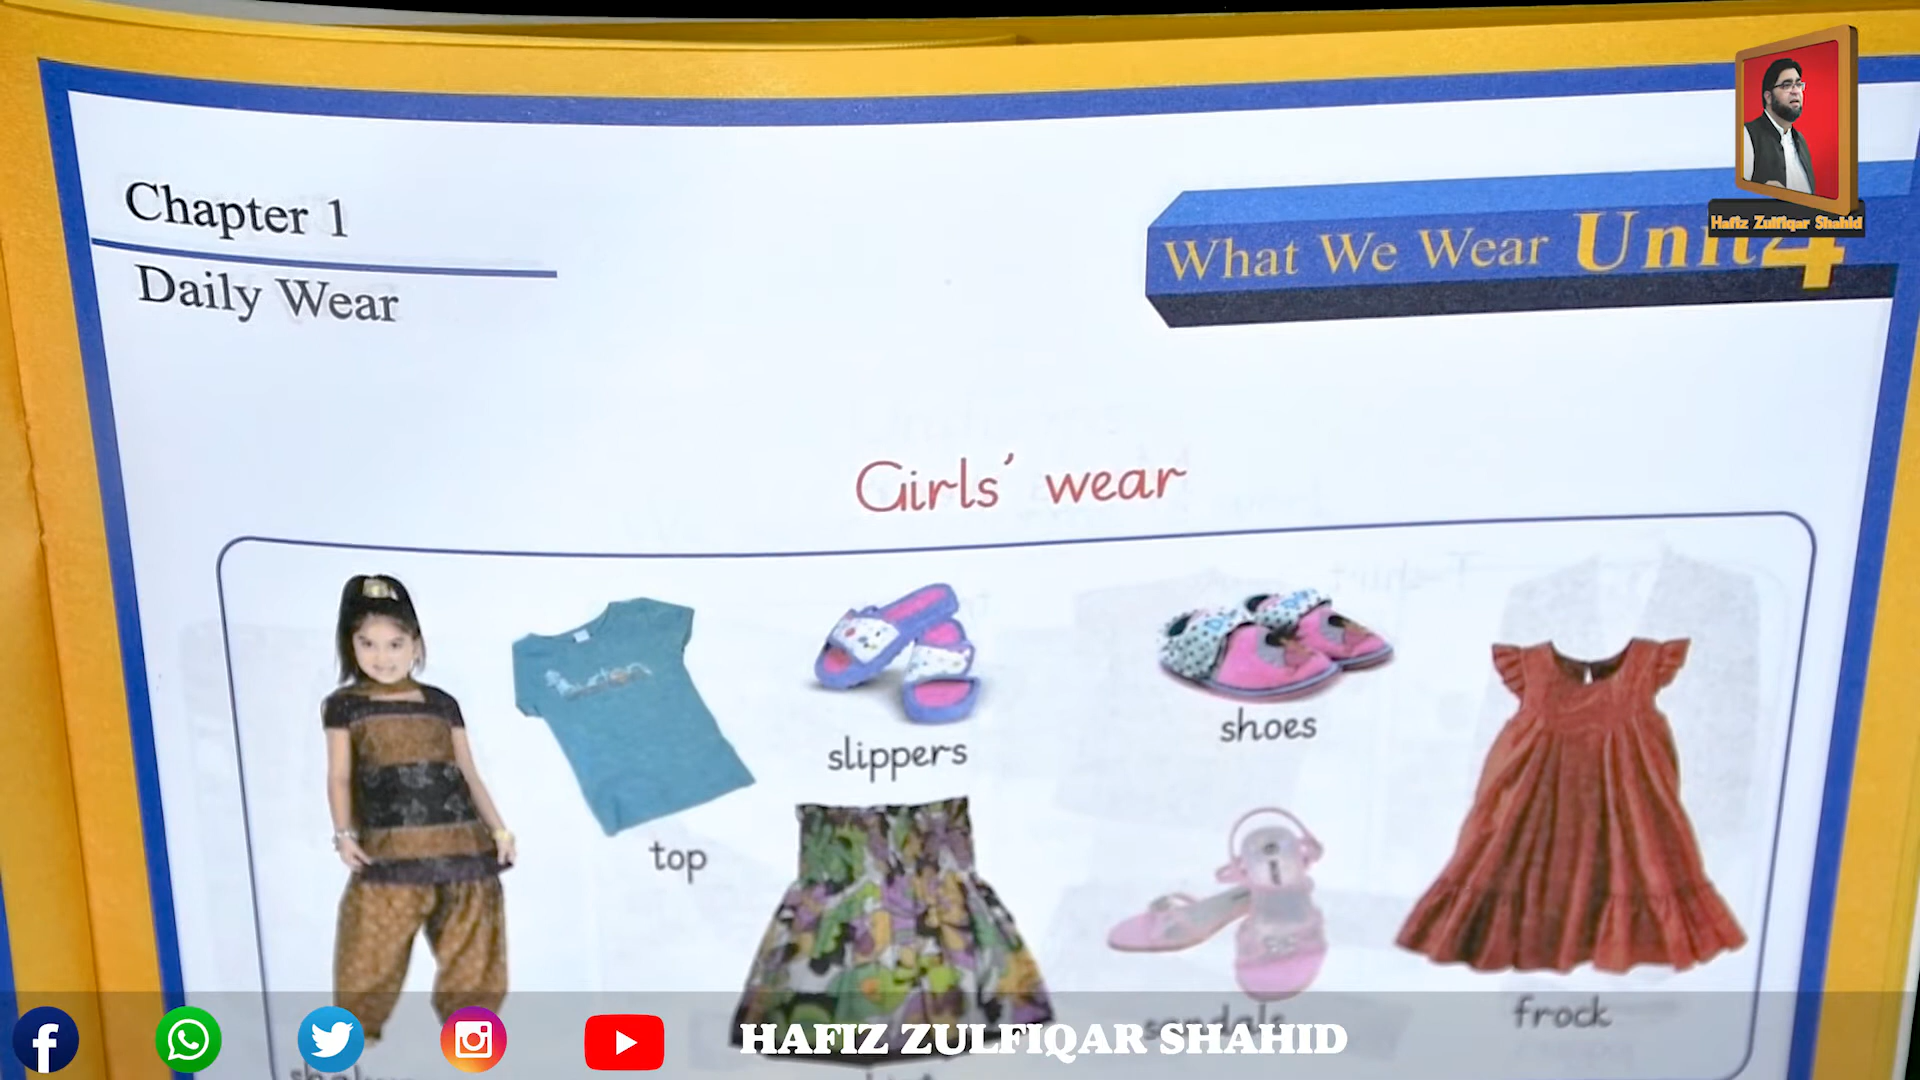 Chapter 1
Daily Wear
What We Wear Unit 4
Hafiz Zulfiqar Shahid
Girls' wear
slippers
shoes
top
sandals
frock
HAFIZ ZULFIQAR SHAHID